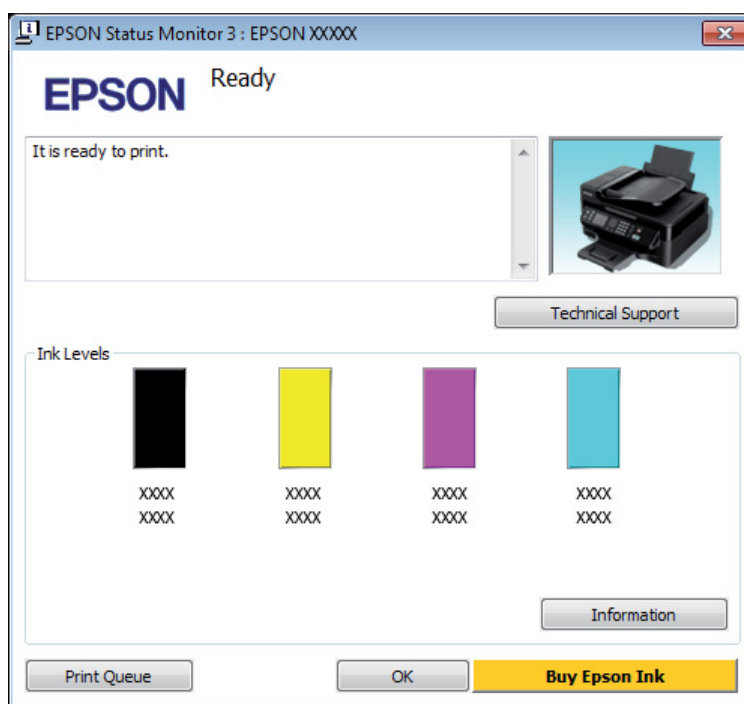 EPSON Status Monitor 3 : EPSON XXXXX
EPSON
Ready
It is ready to print.
Technical Support
Ink Levels
XXXX XXXX XXXX XXXX
XXXX XXXX XXXX XXXX
Information
Print Queue OK Buy Epson Ink